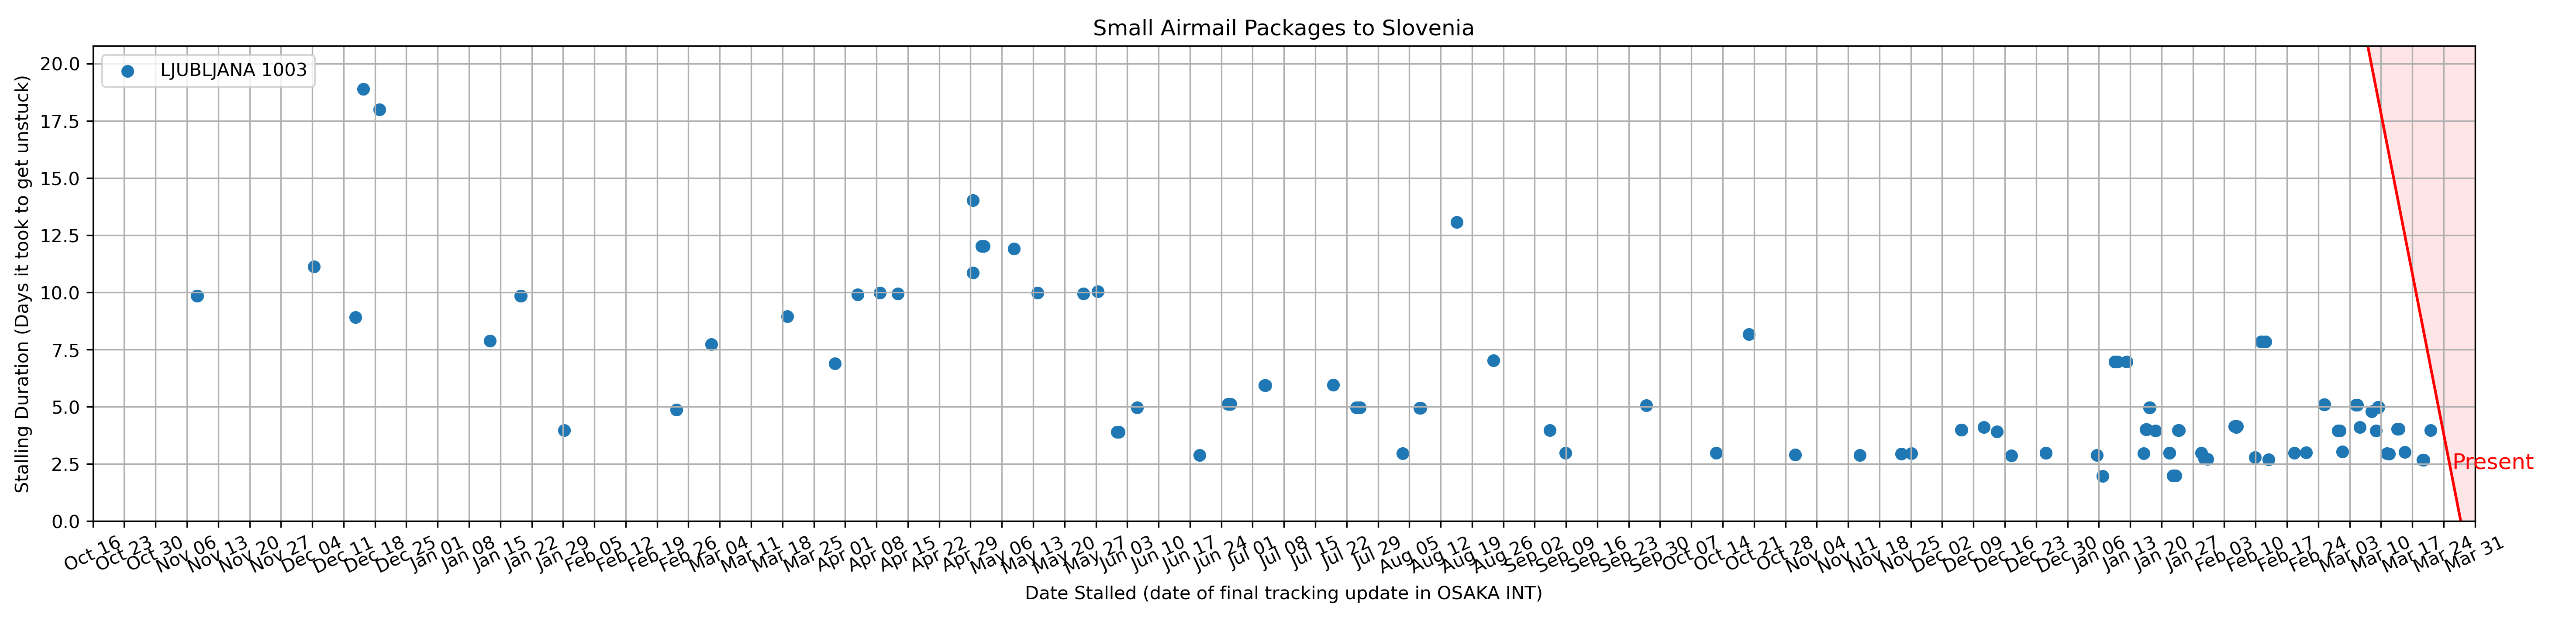 Small Airmail Packages to Slovenia
LJUBLJANA 1003
Stalling Duration (Days it took to get unstuck)
20.0
17.5
15.0
12.5
10.0
7.5
5.0
2.5
0.0
Present
Oct 16
Oct 23
Oct 30
Nov 06
Nov 13
Nov 20
Nov 27
Dec 04
Dec 11
Dec 18
Dec 25
Jan 01
Jan 08
Jan 15
Jan 22
Jan 29
Feb 05
Feb 12
Feb 19
Feb 26
Mar 04
Mar 11
Mar 18
Mar 25
Apr 01
Apr 08
Apr 15
Apr 22
Apr 29
May 06
May 13
May 20
May 27
Jun 03
Jun 10
Jun 17
Jun 24
Jul 01
Jul 08
Jul 15
Jul 22
Jul 29
Aug 05
Aug 12
Aug 19
Aug 26
Sep 02
Sep 09
Sep 16
Sep 23
Sep 30
Oct 07
Oct 14
Oct 21
Oct 28
Nov 04
Nov 11
Nov 18
Nov 25
Dec 02
Dec 09
Dec 16
Dec 23
Dec 30
Jan 06
Jan 13
Jan 20
Jan 27
Feb 03
Feb 10
Feb 17
Feb 24
Mar 03
Mar 10
Mar 17
Mar 24
Mar 31
Date Stalled (date of final tracking update in OSAKA INT)